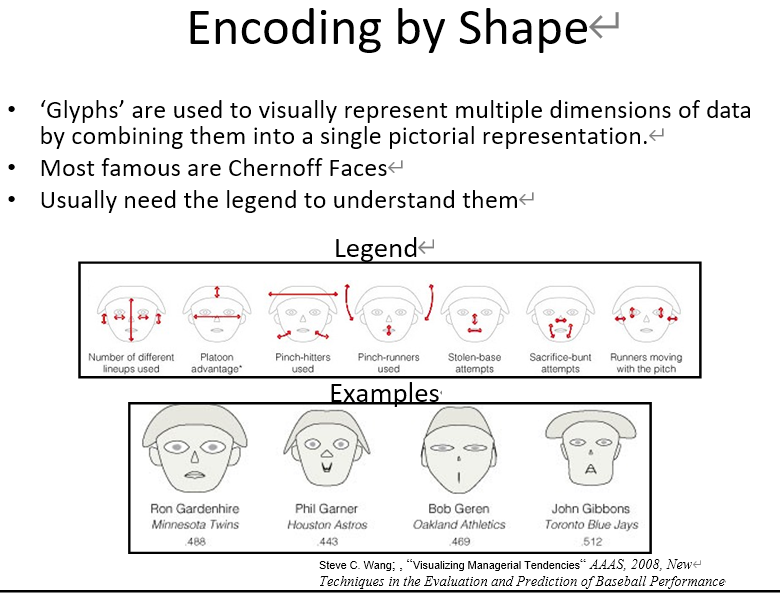 Encoding by Shape
• ‘Glyphs’ are used to visually represent multiple dimensions of data
by combining them into a single pictorial representation.
• Most famous are Chernoff Faces
• Usually need the legend to understand them
Legend
Number of different
lineups used
Platoon
advantage*
Pinch-hitters
used
Pinch-runners
used
Stolen-base
attempts
Sacrifice-bunt
attempts
Runners moving
with the pitch
Examples
Ron Gardenhire
Minnesota Twins
.488
Phil Garner
Houston Astros
.443
Bob Geren
Oakland Athletics
.469
John Gibbons
Toronto Blue Jays
.512
Steve C. Wang; , “Visualizing Managerial Tendencies“ AAAS, 2008, New
Techniques in the Evaluation and Prediction of Baseball Performance